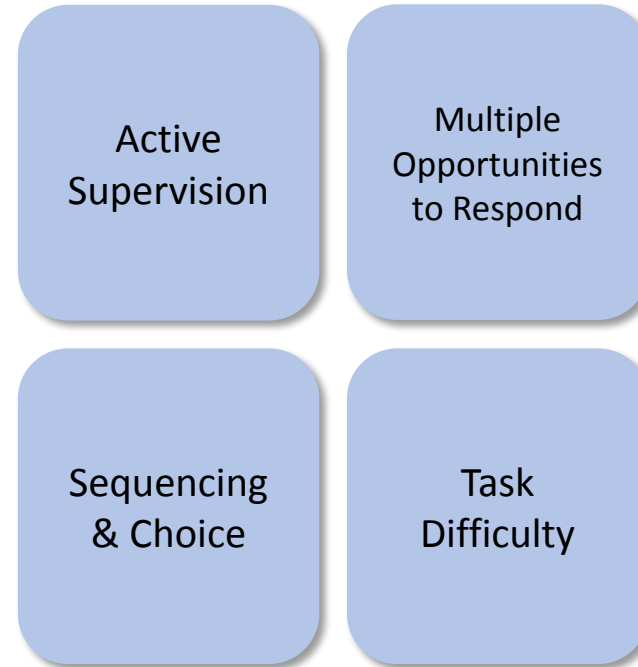 Active
Supervision
Multiple
Opportunities
to Respond
Sequencing
& Choice
Task
Difficulty